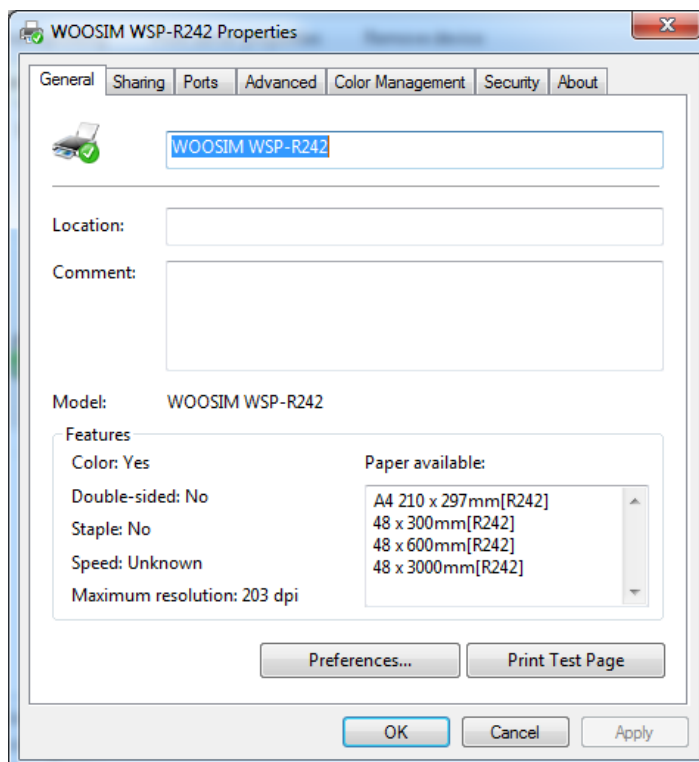 WOOSIM WSP-R242 Properties
General Sharing Ports Advanced Color Management Security About
WOOSIM WSP-R242
Location:
Comment:
Model: WOOSIM WSP-R242
Features
Color: Yes
Double-sided: No
Staple: No
Speed: Unknown
Maximum resolution: 203 dpi
Paper available:
A4 210 x 297mm[R242]
48 x 300mm[R242]
48 x 600mm[R242]
48 x 3000mm[R242]
Preferences... Print Test Page
OK Cancel Apply